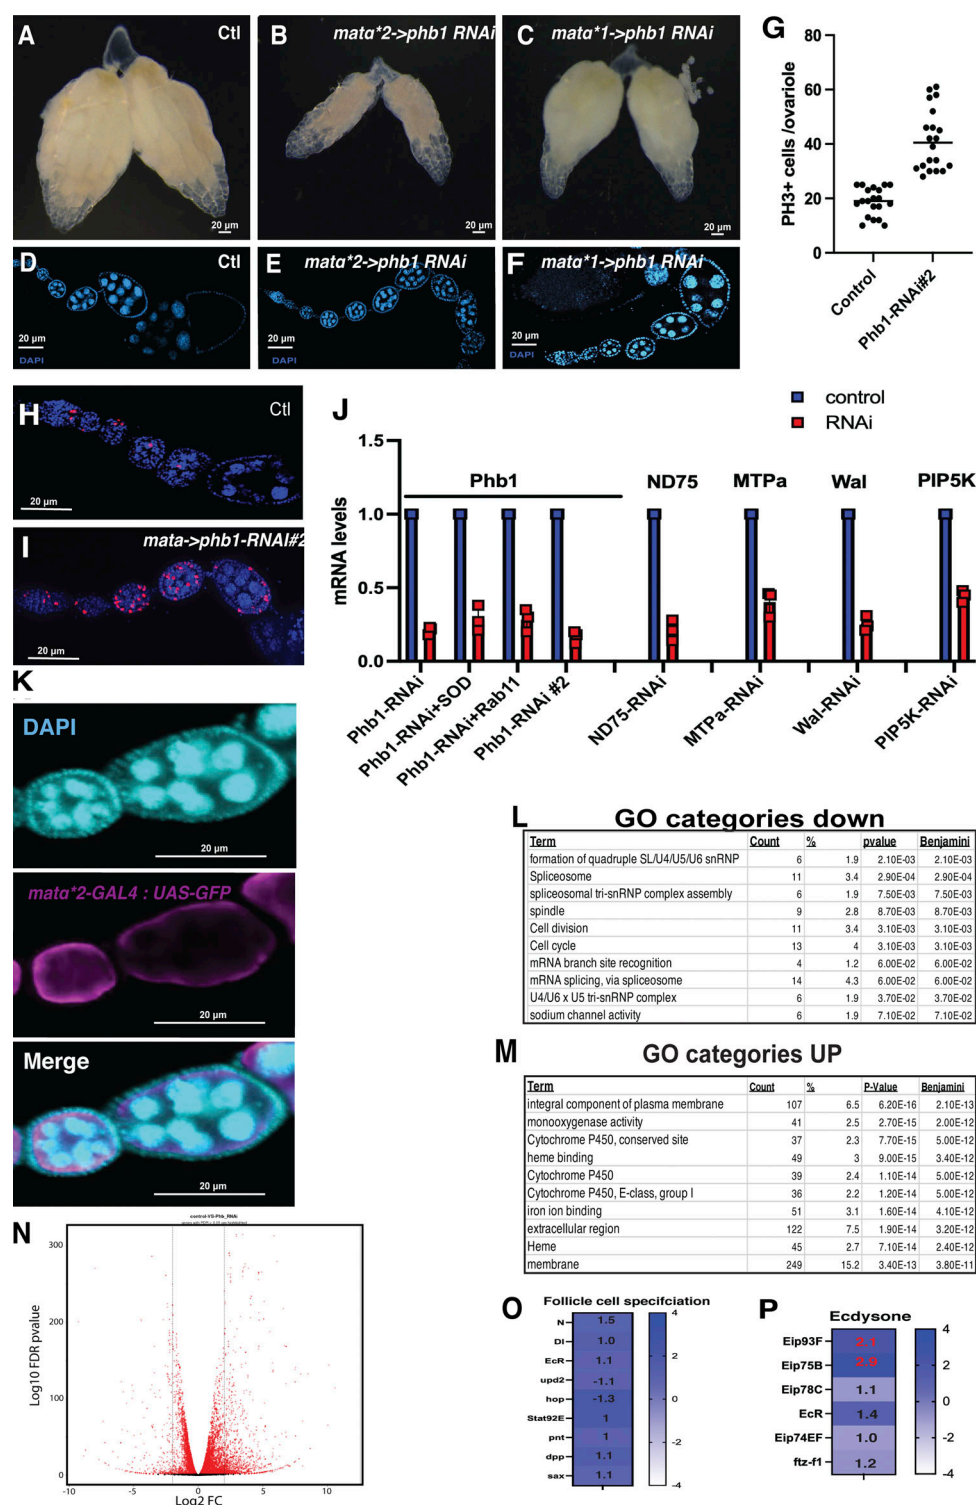 A
Ctl
20 µm
B
matα*2->phb1 RNAi
20 µm
C
matα*1->phb1 RNAi
20 µm
D
Ctl
20 µm
DAPI
E
matα*2->phb1 RNAi
20 µm
DAPI
F
matα*1->phb1 RNAi
20 µm
DAPI
G
PH3+ cells /ovariole
80
60
40
20
0
Control
Phb1-RNAi#2
H
Ctl
20 µm
I
mata->phb1-RNAI#2
20 µm
J
control
RNAi
mRNA levels
1.5
1.0
0.5
0.0
Phb1
ND75
MTPa
Wal
PIP5K
Phb1-RNAi
Phb1-RNAi+SOD
Phb1-RNAi+Rab11
Phb1-RNAi #2
ND75-RNAi
MTPa-RNAi
Wal-RNAi
PIP5K-RNAi
K
DAPI
20 µm
matα*2-GAL4 : UAS-GFP
20 µm
Merge
20 µm
L
GO categories down
Term Count % pvalue Benjamini
formation of quadruple SL/U4/U5/U6 snRNP 6 1.9 2.10E-03 2.10E-03
Spliceosome 11 3.4 2.90E-04 2.90E-04
spliceosomal tri-snRNP complex assembly 6 1.9 7.50E-03 7.50E-03
spindle 9 2.8 8.70E-03 8.70E-03
Cell division 11 3.4 3.10E-03 3.10E-03
Cell cycle 13 4 3.10E-03 3.10E-03
mRNA branch site recognition 4 1.2 6.00E-02 6.00E-02
mRNA splicing, via spliceosome 14 4.3 6.00E-02 6.00E-02
U4/U6 x U5 tri-snRNP complex 6 1.9 3.70E-02 3.70E-02
sodium channel activity 6 1.9 7.10E-02 7.10E-02
M
GO categories UP
Term Count % P-Value Benjamini
integral component of plasma membrane 107 6.5 6.20E-16 2.10E-13
monooxygenase activity 41 2.5 2.70E-15 2.00E-12
Cytochrome P450, conserved site 37 2.3 7.70E-15 5.00E-12
heme binding 49 3 9.00E-15 3.40E-12
Cytochrome P450 39 2.4 1.10E-14 5.00E-12
Cytochrome P450, E-class, group I 36 2.2 1.20E-14 5.00E-12
iron ion binding 51 3.1 1.60E-14 4.10E-12
extracellular region 122 7.5 1.90E-14 3.20E-12
Heme 45 2.7 7.10E-14 2.40E-12
membrane 249 15.2 3.40E-13 3.80E-11
N
control-VS-Phb_RNAi
Log10 FDR pvalue
300
200
100
0
-10
-5
0
5
10
Log2 FC
O
Follicle cell specifciation
N 1.5
Dl 1.0
EcR 1.1
upd2 -1.1
hop -1.3
Stat92E 1
pnt 1
dpp 1.1
sax 1.1
4
2
0
-2
-4
P
Ecdysone
Eip93F 2.1
Eip75B 2.9
Eip78C 1.1
EcR 1.4
Eip74EF 1.0
ftz-f1 1.2
4
2
0
-2
-4